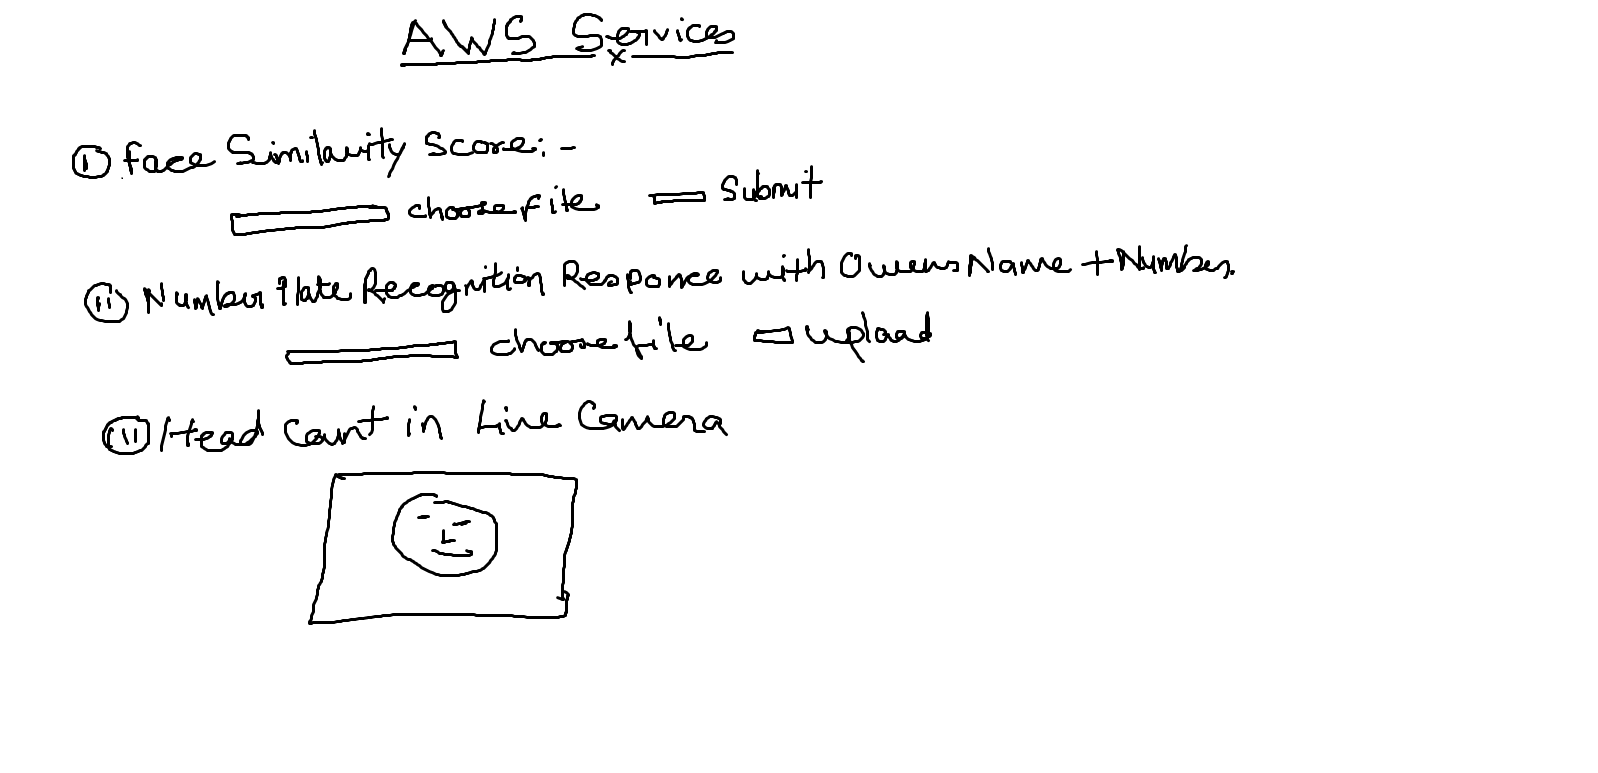 AWS Services
(i) Face Similarity Score:-
choose file Submit
(ii) Number Plate Recognition Responce with Owens Name + Number.
choose file upload
(iii) Head Count in Live Camera